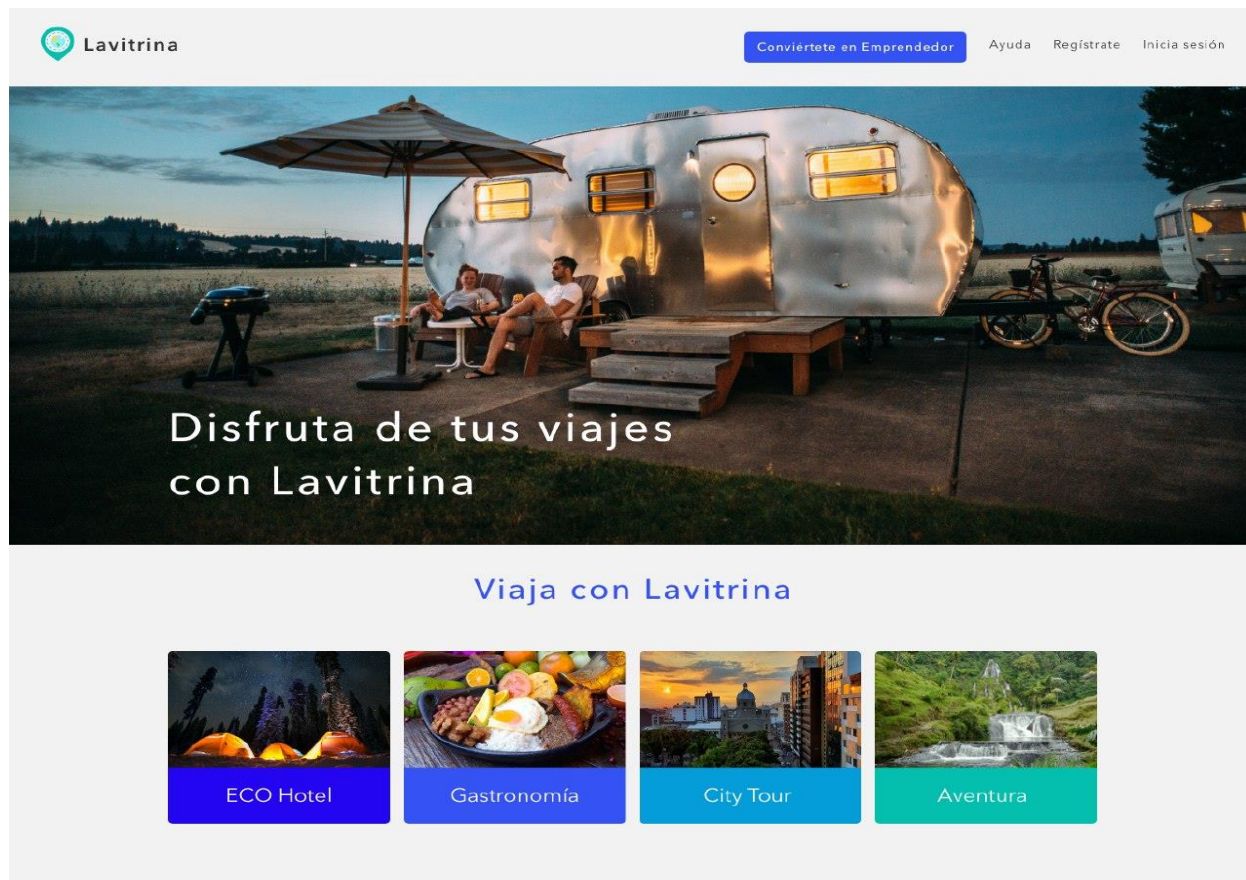 Lavitrina
Conviértete en Emprendedor
Ayuda
Regístrate
Inicia sesión
Disfruta de tus viajes
con Lavitrina
Viaja con Lavitrina
ECO Hotel
Gastronomía
City Tour
Aventura